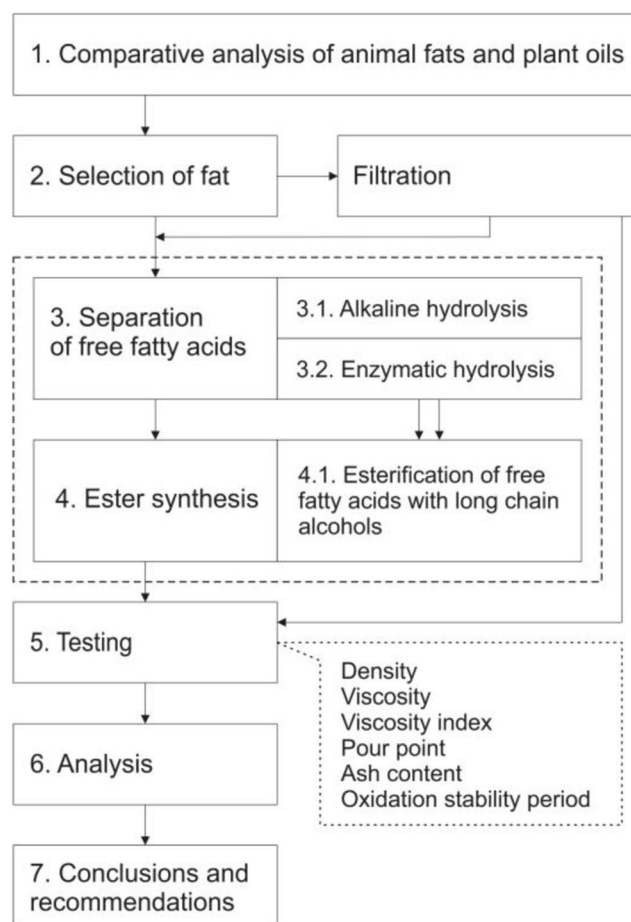 1. Comparative analysis of animal fats and plant oils
2. Selection of fat
Filtration
3. Separation
of free fatty acids
3.1. Alkaline hydrolysis
3.2. Enzymatic hydrolysis
4. Ester synthesis
4.1. Esterification of free
fatty acids with long chain
alcohols
5. Testing
Density
Viscosity
Viscosity index
Pour point
Ash content
Oxidation stability period
6. Analysis
7. Conclusions and
recommendations